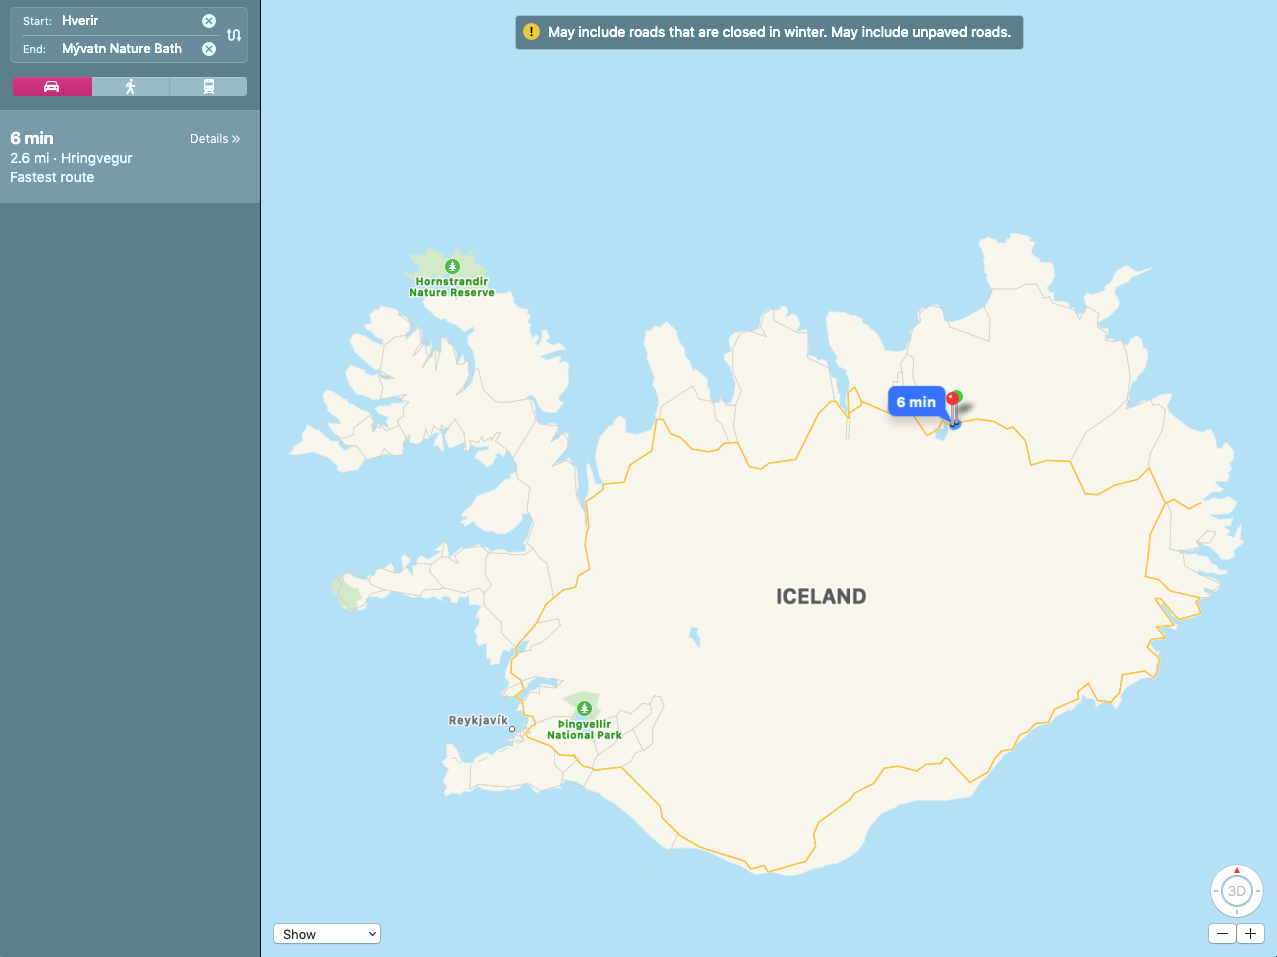 Start: Hverir
End: Mývatn Nature Bath
6 min
Details »
2.6 mi · Hringvegur
Fastest route
! May include roads that are closed in winter. May include unpaved roads.
Hornstrandir
Nature Reserve
6 min
ICELAND
Reykjavík
Þingvellir
National Park
3D
Show
− +